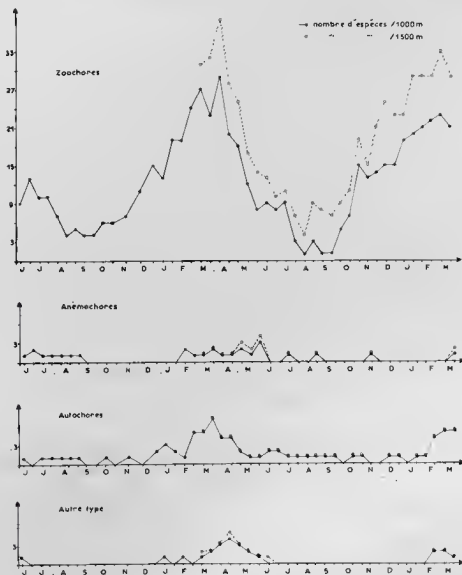 nombre d'espèces /1000 m
/1500 m
Zoochores
33
27
21
15
9
3
J J A S O N D J F M A M J J A S O N D J F M
Anémochores
3
J J A S O N D J F M A M J J A S O N D J F M
Autochores
3
J J A S O N D J F M A M J J A S O N D J F M
Autre type
3
J J A S O N D J F M A M J J A S O N D J F M